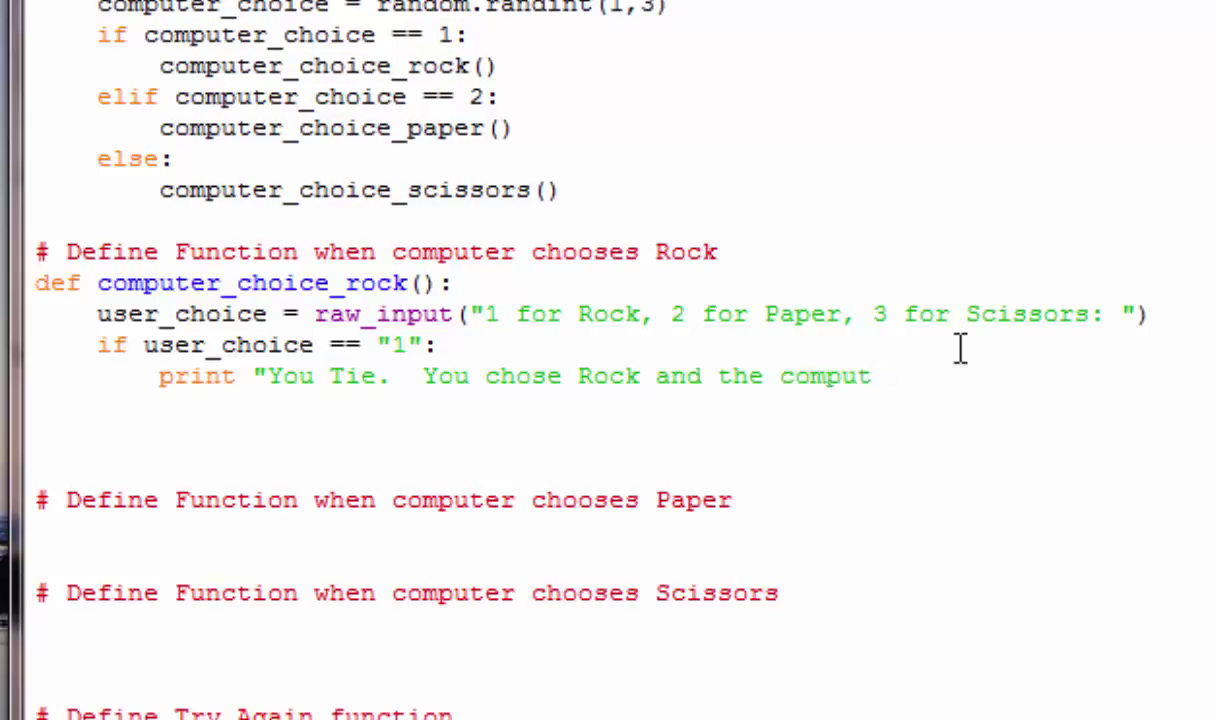 computer_choice = random.randint(1,3)
if computer_choice == 1:
computer_choice_rock()
elif computer_choice == 2:
computer_choice_paper()
else:
computer_choice_scissors()
# Define Function when computer chooses Rock
def computer_choice_rock():
user_choice = raw_input("1 for Rock, 2 for Paper, 3 for Scissors: ")
if user_choice == "1":
print "You Tie.  You chose Rock and the comput
# Define Function when computer chooses Paper
# Define Function when computer chooses Scissors
# Define Try Again function